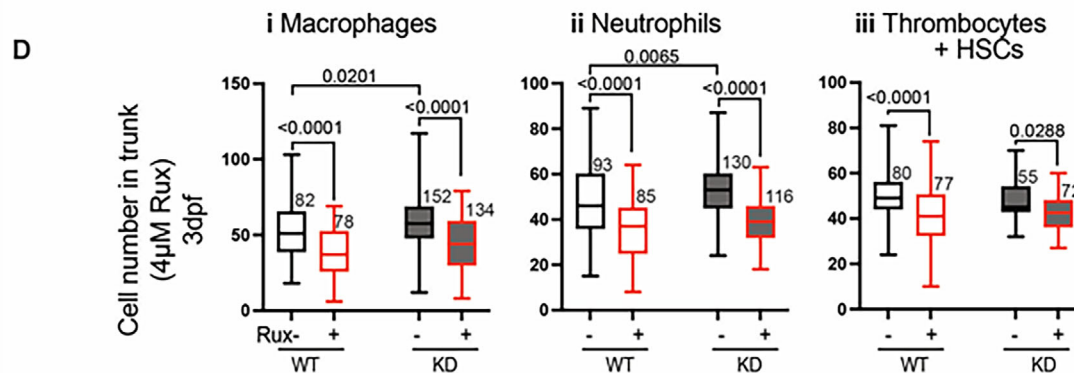 D
i Macrophages
ii Neutrophils
iii Thrombocytes
+ HSCs
Cell number in trunk
(4µM Rux)
3dpf
150
100
50
0
0.0201
<0.0001
<0.0001
82
78
152
134
Rux- + - +
WT KD
100
80
60
40
20
0
0.0065
<0.0001
<0.0001
93
85
130
116
- + - +
WT KD
100
80
60
40
20
0
<0.0001
0.0288
80
77
55
- + - +
WT KD